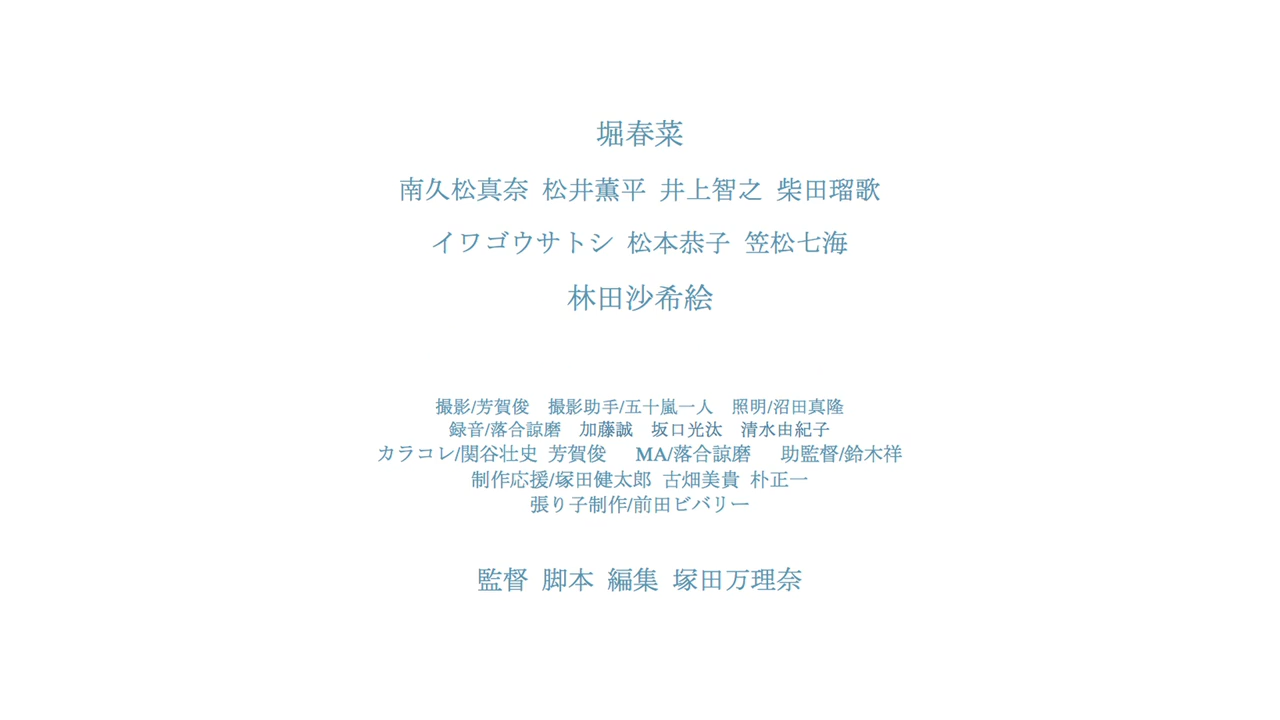 堀春菜
南久松真奈 松井薫平 井上智之 柴田瑠歌
イワゴウサトシ 松本恭子 笠松七海
林田沙希絵
撮影/芳賀俊　撮影助手/五十嵐一人　照明/沼田真隆
録音/落合諒磨　加藤誠　坂口光汰　清水由紀子
カラコレ/関谷壮史 芳賀俊　MA/落合諒磨　助監督/鈴木祥
制作応援/塚田健太郎 古畑美貴 朴正一
張り子制作/前田ビバリー
監督 脚本 編集 塚田万理奈